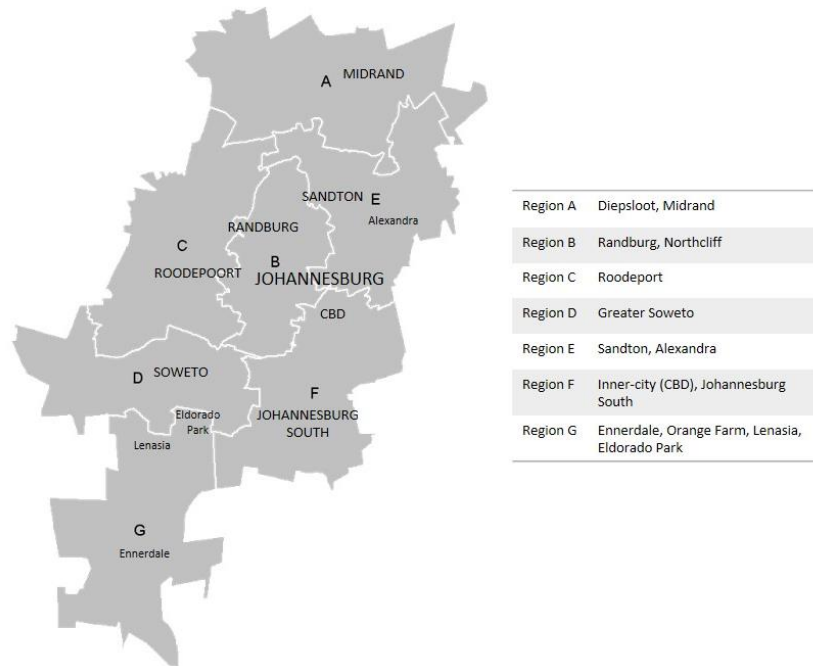 A MIDRAND
SANDTON E
Alexandra
RANDBURG
C
B
ROODEPOORT
JOHANNESBURG
CBD
SOWETO
D
F
Eldorado
Park
JOHANNESBURG
SOUTH
Lenasia
G
Ennerdale
Region A Diepsloot, Midrand
Region B Randburg, Northcliff
Region C Roodeport
Region D Greater Soweto
Region E Sandton, Alexandra
Region F Inner-city (CBD), Johannesburg
South
Region G Ennerdale, Orange Farm, Lenasia,
Eldorado Park